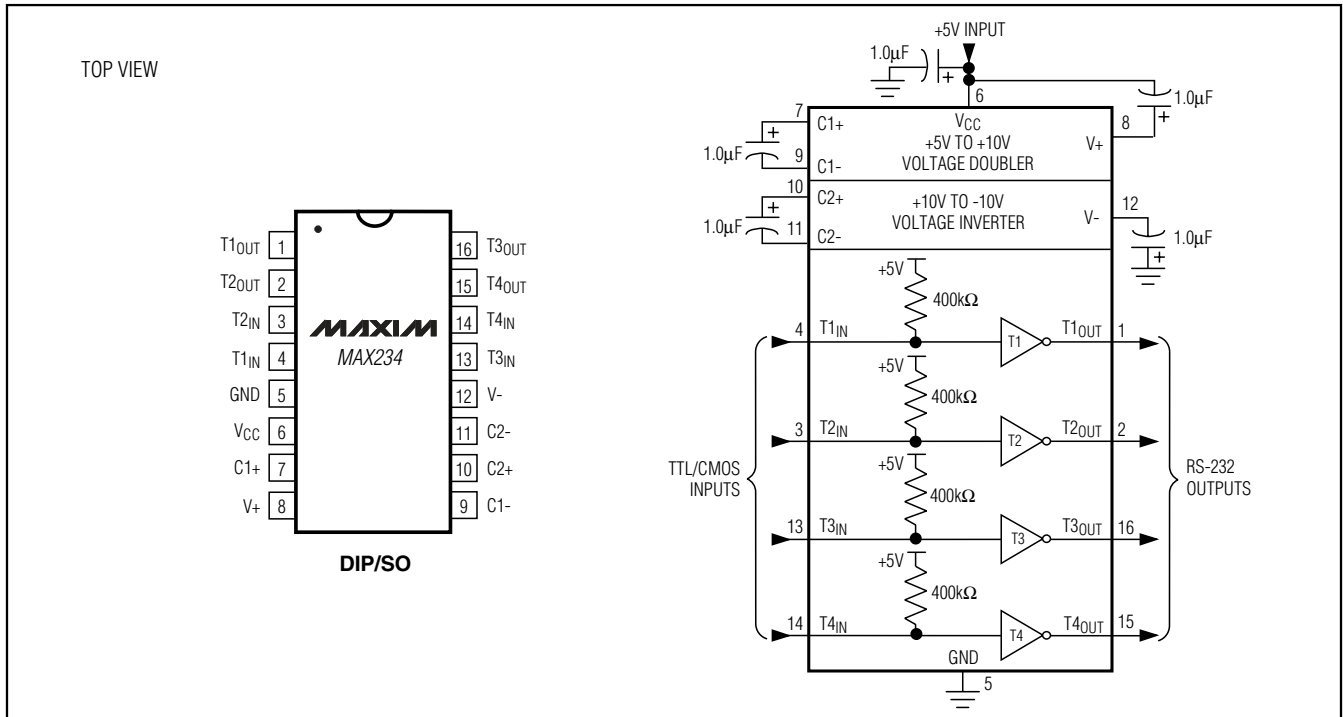 TOP VIEW
T1OUT 1
T2OUT 2
T2IN 3
T1IN 4
GND 5
VCC 6
C1+ 7
V+ 8
MAXIM
MAX234
16 T3OUT
15 T4OUT
14 T4IN
13 T3IN
12 V-
11 C2-
10 C2+
9 C1-
DIP/SO
+5V INPUT
1.0µF
+
6
1.0µF
+
7
C1+
VCC
+5V TO +10V
VOLTAGE DOUBLER
V+
8
1.0µF
+
9
C1-
10
C2+
+10V TO -10V
VOLTAGE INVERTER
V-
12
1.0µF
+
11
C2-
1.0µF
+
+5V
400kΩ
4 T1IN T1 T1OUT 1
+5V
400kΩ
3 T2IN T2 T2OUT 2
TTL/CMOS
INPUTS
RS-232
OUTPUTS
+5V
400kΩ
13 T3IN T3 T3OUT 16
+5V
400kΩ
14 T4IN T4 T4OUT 15
GND
5